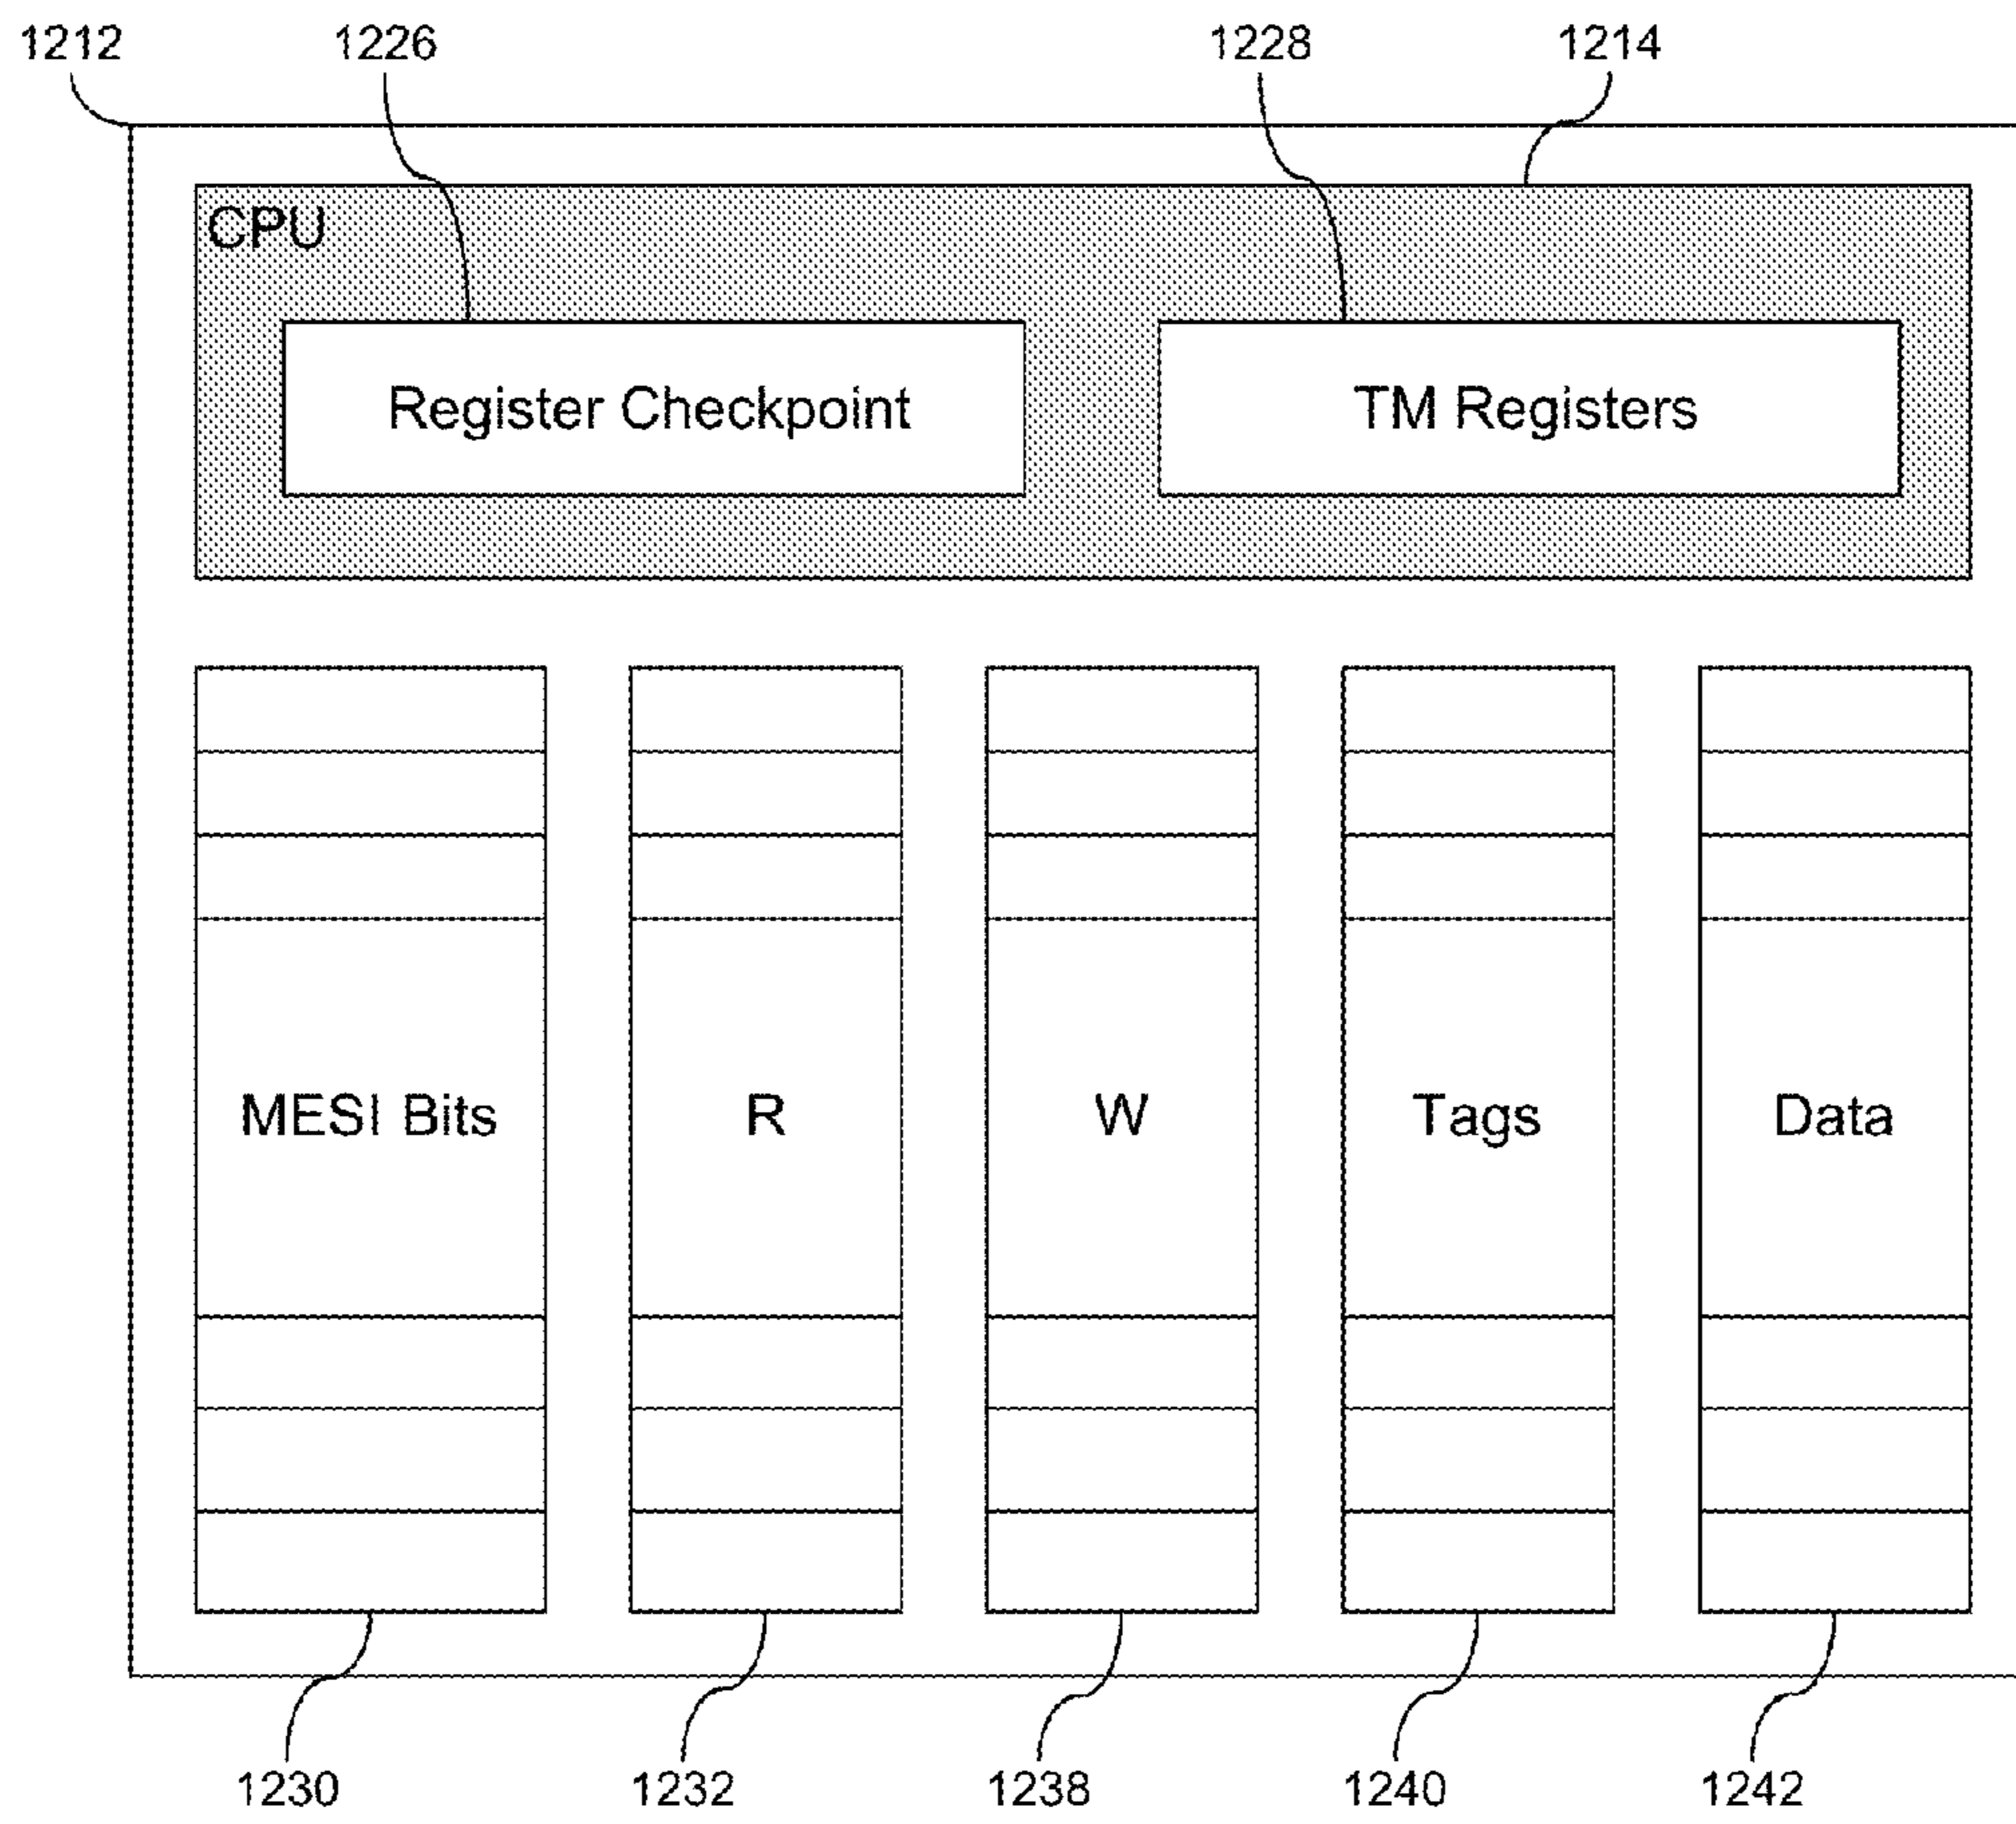 1212 1226 1228 1214
CPU
Register Checkpoint TM Registers
MESI Bits R W Tags Data
1230 1232 1238 1240 1242